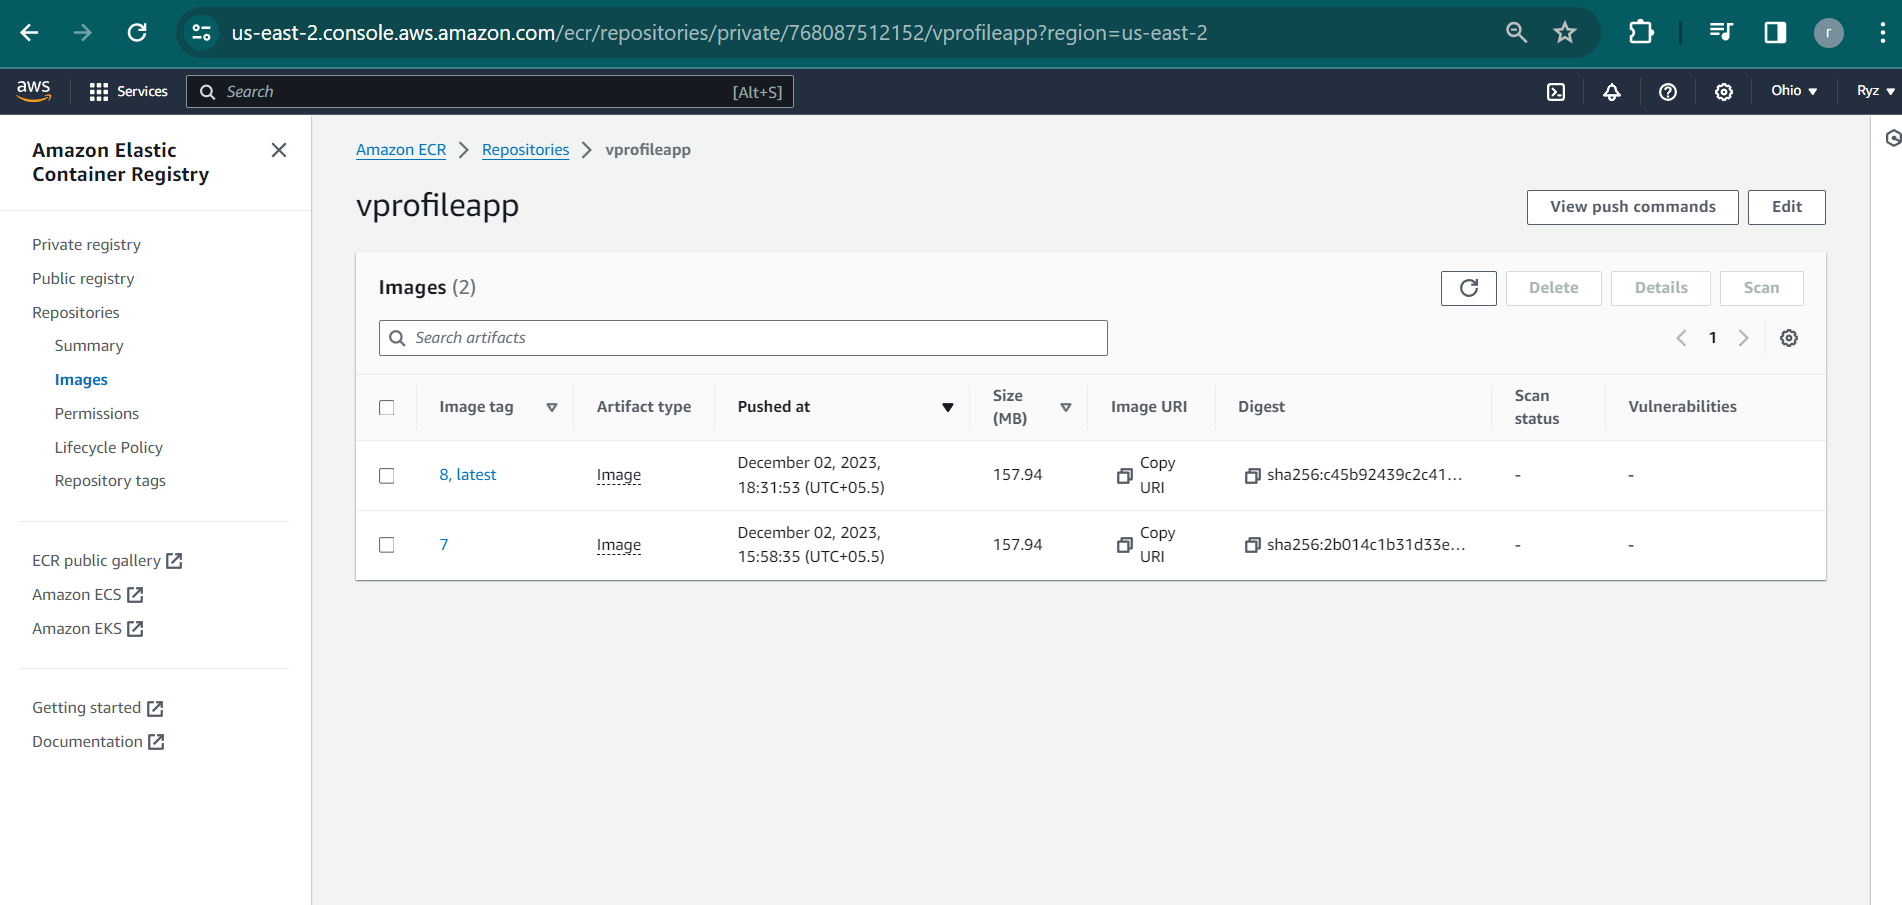 us-east-2.console.aws.amazon.com/ecr/repositories/private/768087512152/vprofileapp?region=us-east-2
r
aws
Services
Search
[Alt+S]
Ohio
Ryz
Amazon Elastic
Container Registry
Private registry
Public registry
Repositories
Summary
Images
Permissions
Lifecycle Policy
Repository tags
ECR public gallery
Amazon ECS
Amazon EKS
Getting started
Documentation
Amazon ECR
Repositories
vprofileapp
vprofileapp
View push commands
Edit
Images (2)
Delete
Details
Scan
Search artifacts
1
Image tag
Artifact type
Pushed at
Size
(MB)
Image URI
Digest
Scan
status
Vulnerabilities
8, latest
Image
December 02, 2023,
18:31:53 (UTC+05.5)
157.94
Copy
URI
sha256:c45b92439c2c41...
-
-
7
Image
December 02, 2023,
15:58:35 (UTC+05.5)
157.94
Copy
URI
sha256:2b014c1b31d33e...
-
-